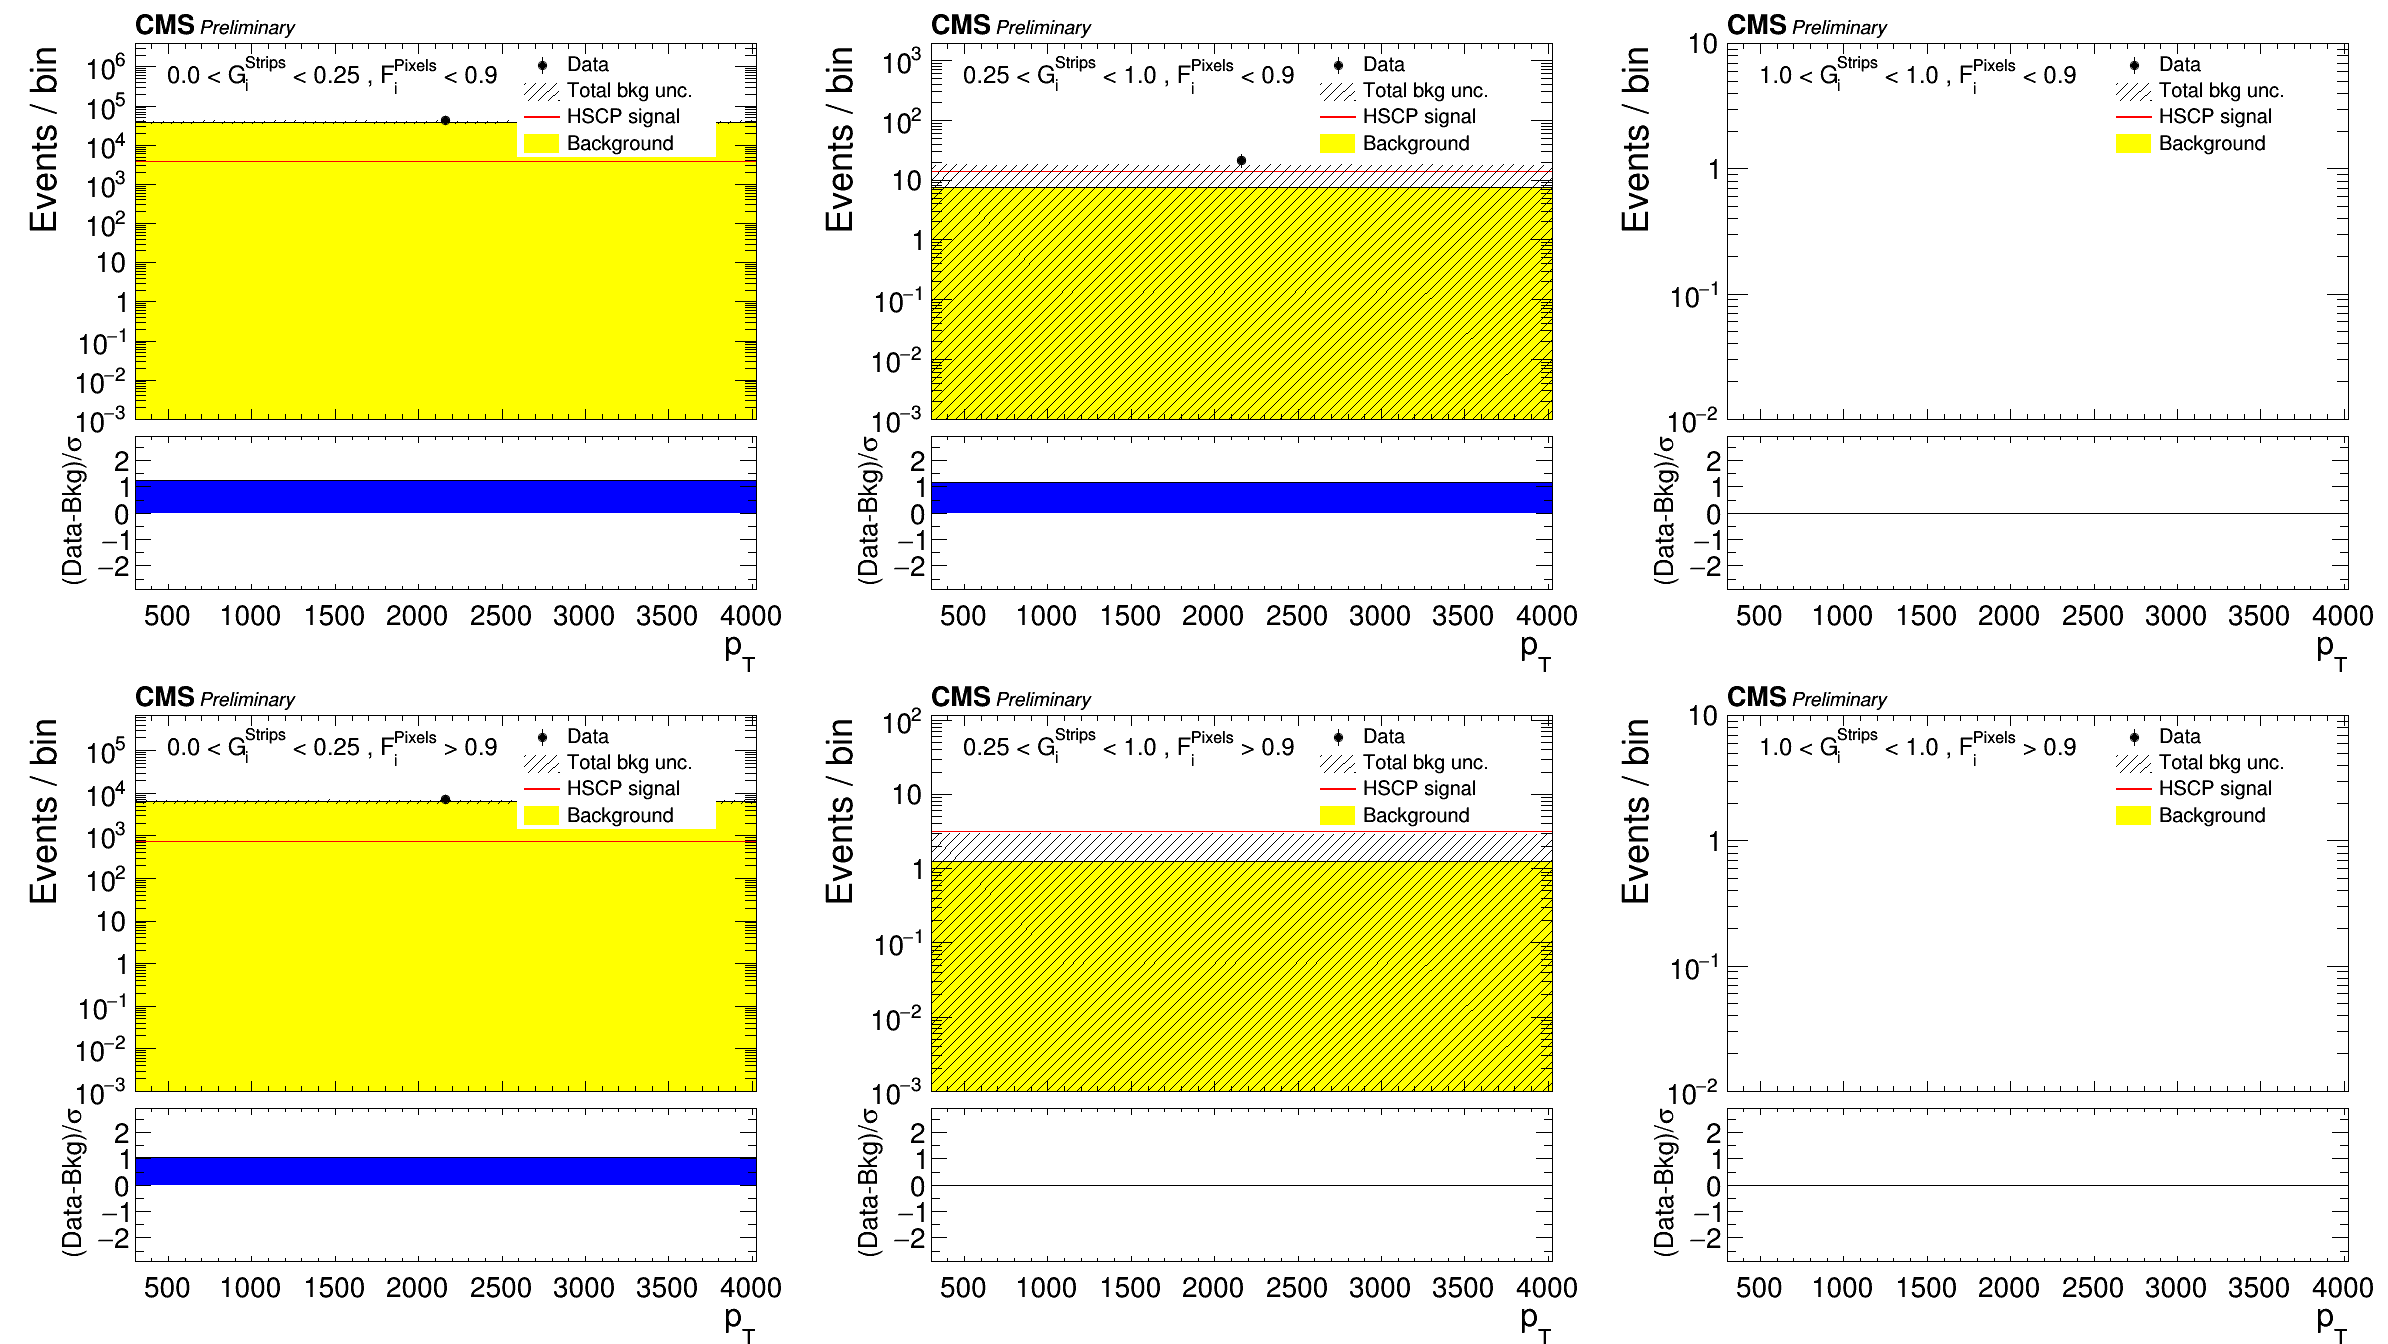 CMS Preliminary
Events / bin
0.0 < G_i^Strips < 0.25 , F_i^Pixels < 0.9
Data
Total bkg unc.
HSCP signal
Background
10^6
10^5
10^4
10^3
10^2
10
1
10^−1
10^−2
10^−3
(Data-Bkg)/σ
2
1
0
−1
−2
500 1000 1500 2000 2500 3000 3500 4000
p_T
CMS Preliminary
Events / bin
0.25 < G_i^Strips < 1.0 , F_i^Pixels < 0.9
Data
Total bkg unc.
HSCP signal
Background
10^3
10^2
10
1
10^−1
10^−2
10^−3
(Data-Bkg)/σ
2
1
0
−1
−2
500 1000 1500 2000 2500 3000 3500 4000
p_T
CMS Preliminary
Events / bin
1.0 < G_i^Strips < 1.0 , F_i^Pixels < 0.9
Data
Total bkg unc.
HSCP signal
Background
10
1
10^−1
10^−2
(Data-Bkg)/σ
2
1
0
−1
−2
500 1000 1500 2000 2500 3000 3500 4000
p_T
CMS Preliminary
Events / bin
0.0 < G_i^Strips < 0.25 , F_i^Pixels > 0.9
Data
Total bkg unc.
HSCP signal
Background
10^5
10^4
10^3
10^2
10
1
10^−1
10^−2
10^−3
(Data-Bkg)/σ
2
1
0
−1
−2
500 1000 1500 2000 2500 3000 3500 4000
p_T
CMS Preliminary
Events / bin
0.25 < G_i^Strips < 1.0 , F_i^Pixels > 0.9
Data
Total bkg unc.
HSCP signal
Background
10^2
10
1
10^−1
10^−2
10^−3
(Data-Bkg)/σ
2
1
0
−1
−2
500 1000 1500 2000 2500 3000 3500 4000
p_T
CMS Preliminary
Events / bin
1.0 < G_i^Strips < 1.0 , F_i^Pixels > 0.9
Data
Total bkg unc.
HSCP signal
Background
10
1
10^−1
10^−2
(Data-Bkg)/σ
2
1
0
−1
−2
500 1000 1500 2000 2500 3000 3500 4000
p_T